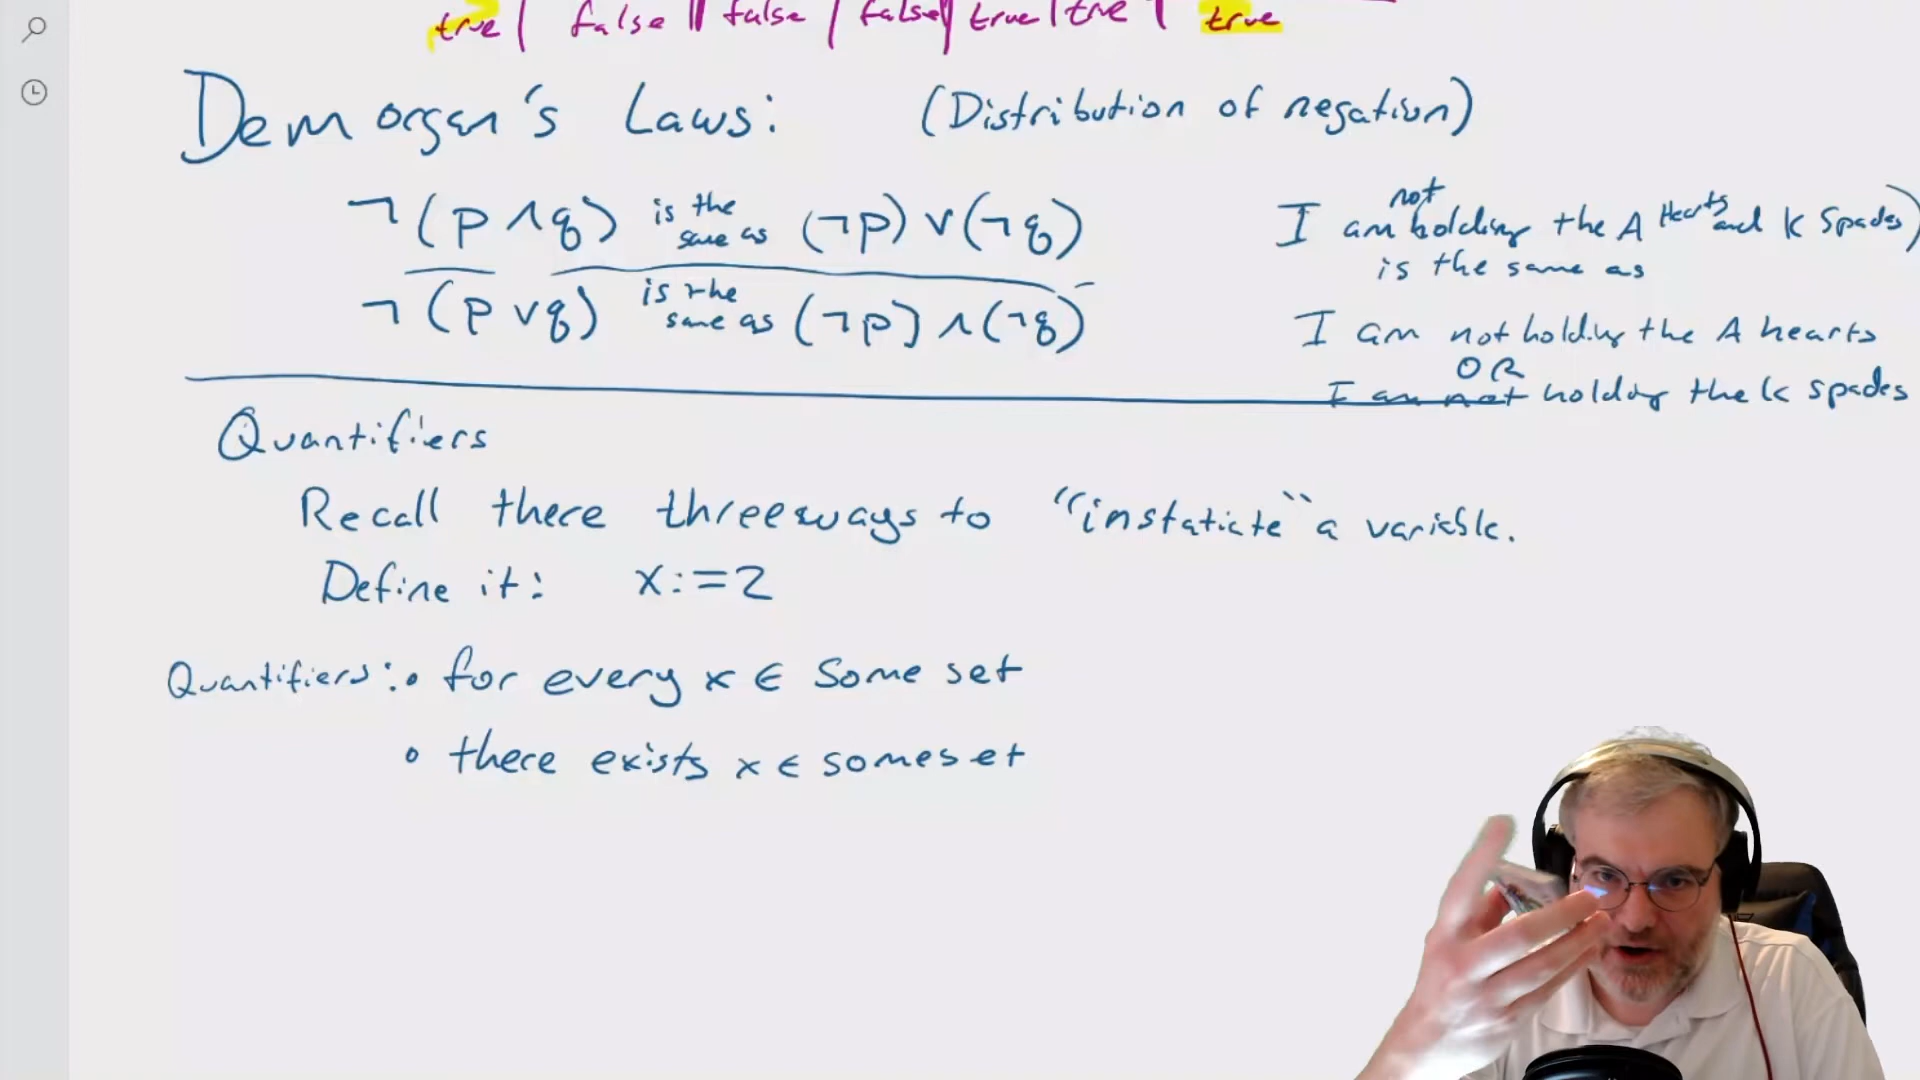 true | false || false | false || true | true | true
Demorgan's Laws: (Distribution of negation)
¬(p ∧ q) is the same as (¬p) ∨ (¬q)
¬(p ∨ q) is the same as (¬p) ∧ (¬q)
I am not holding the A Hearts and K Spades)
is the same as
I am not holding the A hearts
OR
I am not holding the K spades
Quantifiers
Recall there three ways to "instatiate" a variable.
Define it: x:=2
Quantifiers: • for every x ∈ Some set
• there exists x ∈ some set